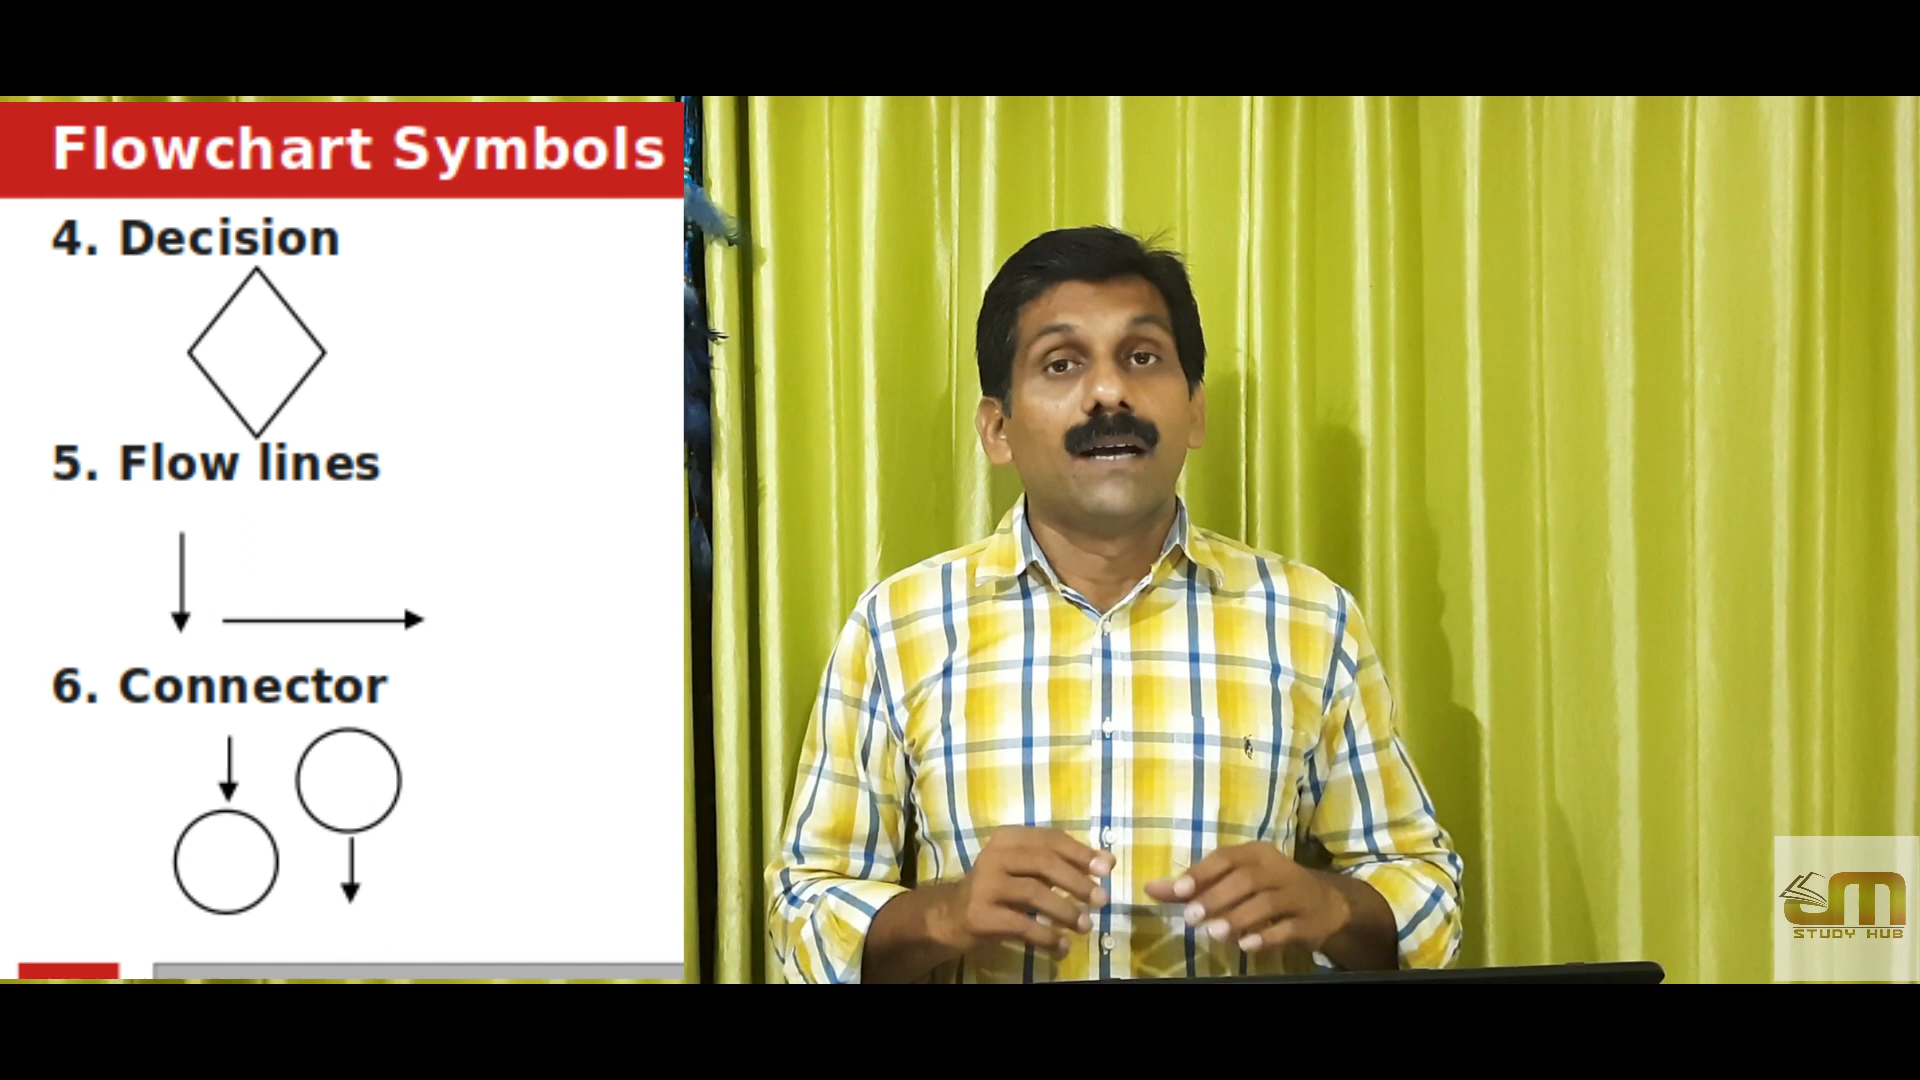 Flowchart Symbols
4. Decision
5. Flow lines
6. Connector
STUDY HUB